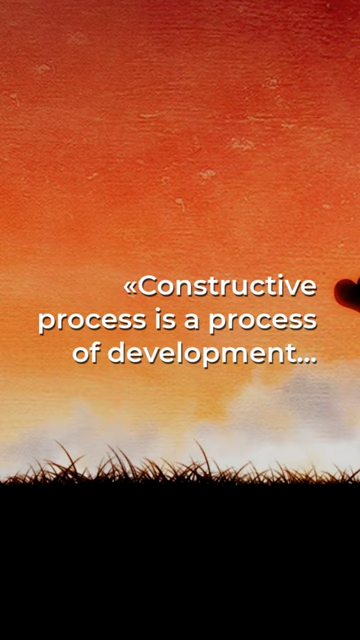 «Constructive
process is a process
of development...